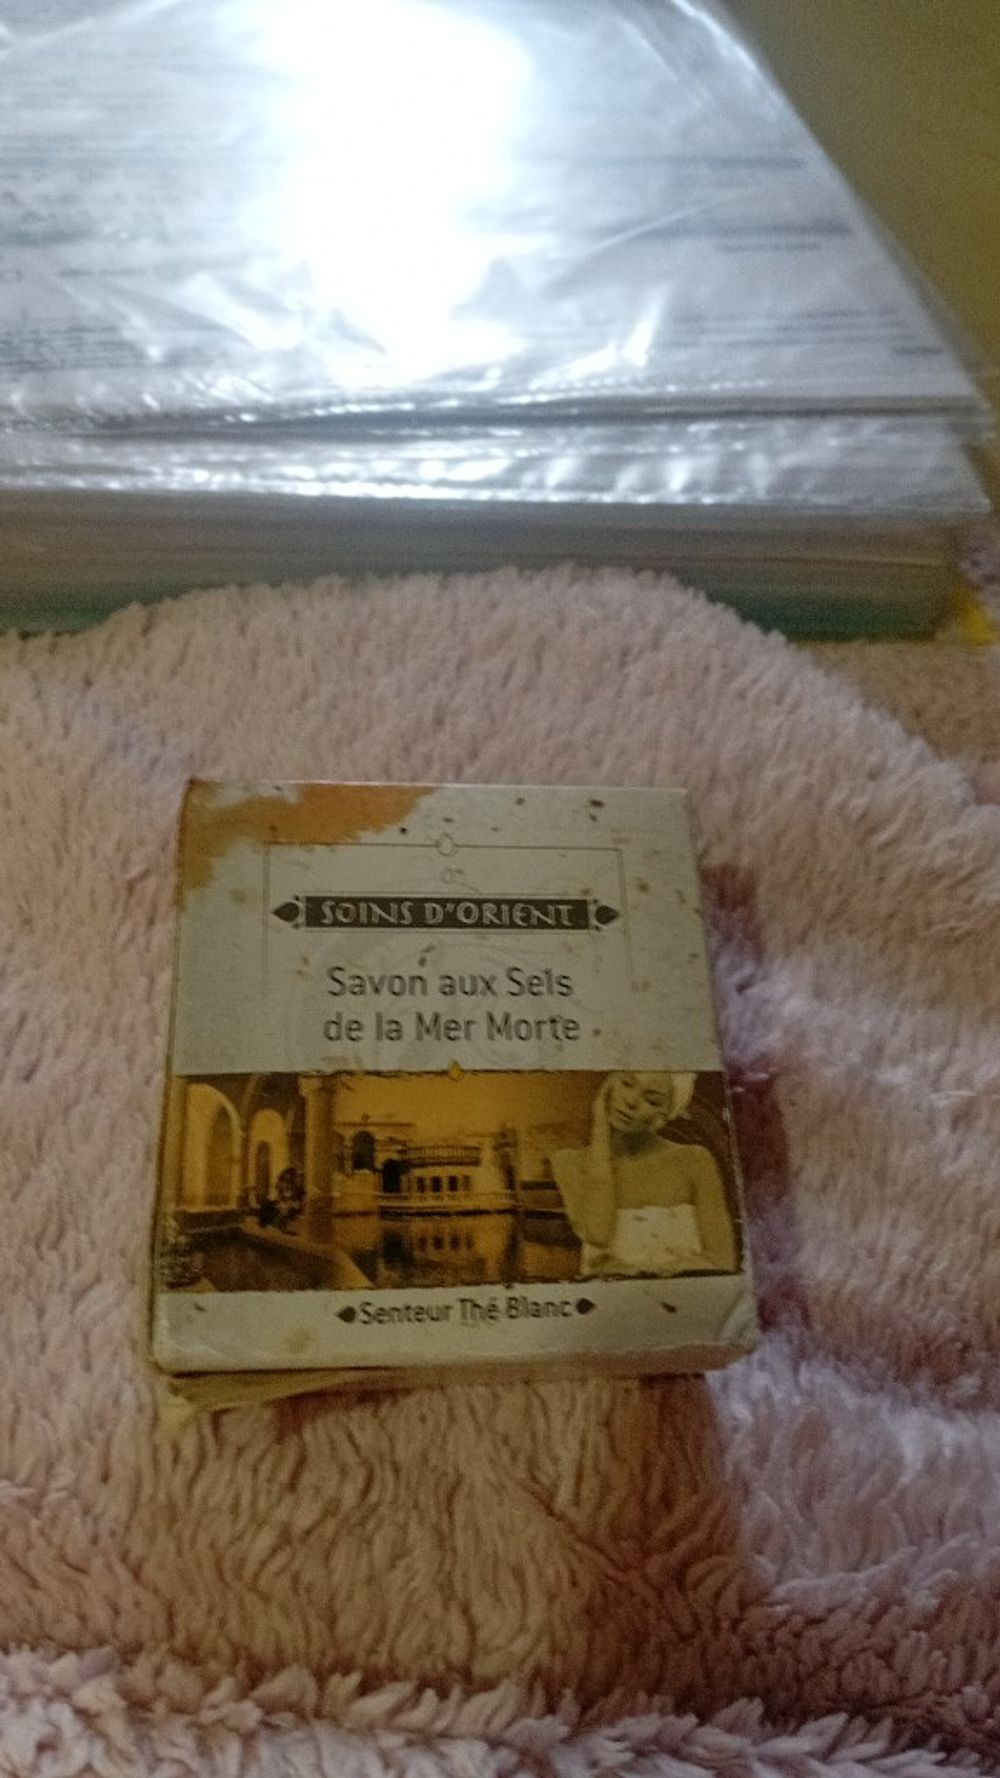 SOINS D'ORIENT
Savon aux Sels
de la Mer Morte
Senteur Thé Blanc